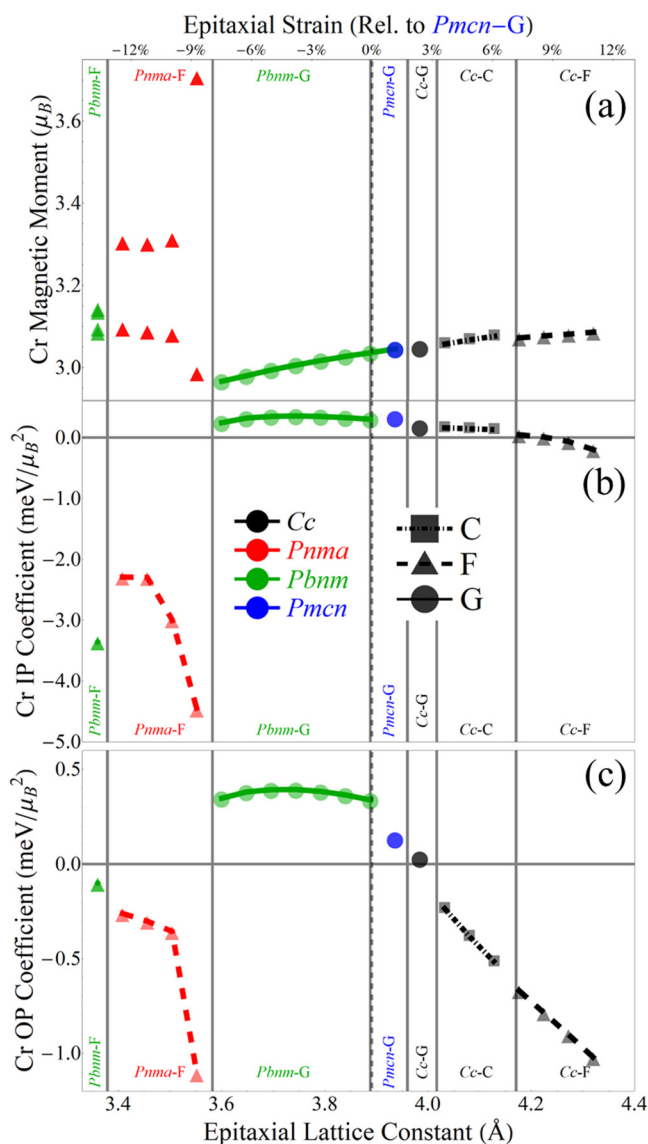 Epitaxial Strain (Rel. to Pmcn-G)
-12% -9% -6% -3% 0% 3% 6% 9% 12%
Pbnm-F Pnma-F Pbnm-G Pmcn-G Cc-G Cc-C Cc-F
(a)
Cr Magnetic Moment (μB)
3.6
3.4
3.2
3.0
(b)
Cr IP Coefficient (meV/μB²)
0.0
-1.0
-2.0
-3.0
-4.0
-5.0
Cc
Pnma
Pbnm
Pmcn
C
F
G
Pbnm-F Pnma-F Pbnm-G Pmcn-G Cc-G Cc-C Cc-F
(c)
Cr OP Coefficient (meV/μB²)
0.5
0.0
-0.5
-1.0
Pbnm-F Pnma-F Pbnm-G Pmcn-G Cc-G Cc-C Cc-F
3.4 3.6 3.8 4.0 4.2 4.4
Epitaxial Lattice Constant (Å)